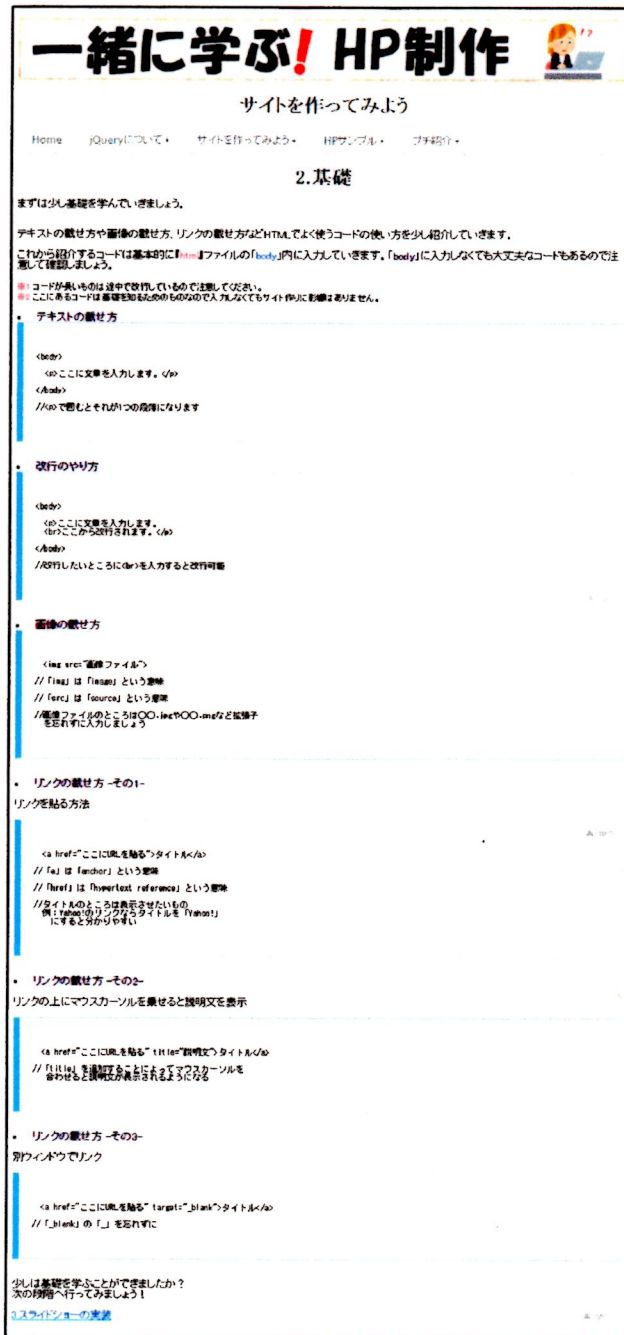 一緒に学ぶ! HP制作
サイトを作ってみよう
Home jQueryについて▾ サイトを作ってみよう▾ HPサンプル▾ プチ紹介▾
2.基礎
まずは少し基礎を学んでいきましょう。
テキストの載せ方や画像の載せ方、リンクの載せ方などHTMLでよく使うコードの使い方を少し紹介していきます。
これから紹介するコードは基本的に『html』ファイルの「body」内に入力していきます。「body」に入力しなくても大丈夫なコードもあるので注
意して確認しましょう。
※1 コードが長いものは途中で改行しているので注意してください。
※2 ここにあるコードは基礎を知るためのものなので入力しなくてもサイト作りに影響はありません。
• テキストの載せ方
<body>
<p>ここに文章を入力します。</p>
</body>
//<p>で囲むとそれが1つの段落になります
• 改行のやり方
<body>
<p>ここに文章を入力します。
<br>ここから改行されます。</p>
</body>
//改行したいところに<br>を入力すると改行可能
• 画像の載せ方
<img src="画像ファイル">
//「img」は「image」という意味
//「src」は「source」という意味
//画像ファイルのところは〇〇.jpgや〇〇.pngなど拡張子
を忘れずに入力しましょう
• リンクの載せ方 -その1-
リンクを貼る方法
<a href="ここにURLを貼る">タイトル</a>
//「a」は「anchor」という意味
//「href」は「hypertext reference」という意味
//タイトルのところは表示させたいもの
例：Yahoo!のリンクならタイトルを「Yahoo!」
にすると分かりやすい
• リンクの載せ方 -その2-
リンクの上にマウスカーソルを乗せると説明文を表示
<a href="ここにURLを貼る" title="説明文">タイトル</a>
//「title」を追加することによってマウスカーソルを
合わせると説明文が表示されるようになる
• リンクの載せ方 -その3-
別ウィンドウでリンク
<a href="ここにURLを貼る" target="_blank">タイトル</a>
//「_blank」の「_」を忘れずに
少しは基礎を学ぶことができましたか？
次の段階へ行ってみましょう！
3.スライドショーの実装